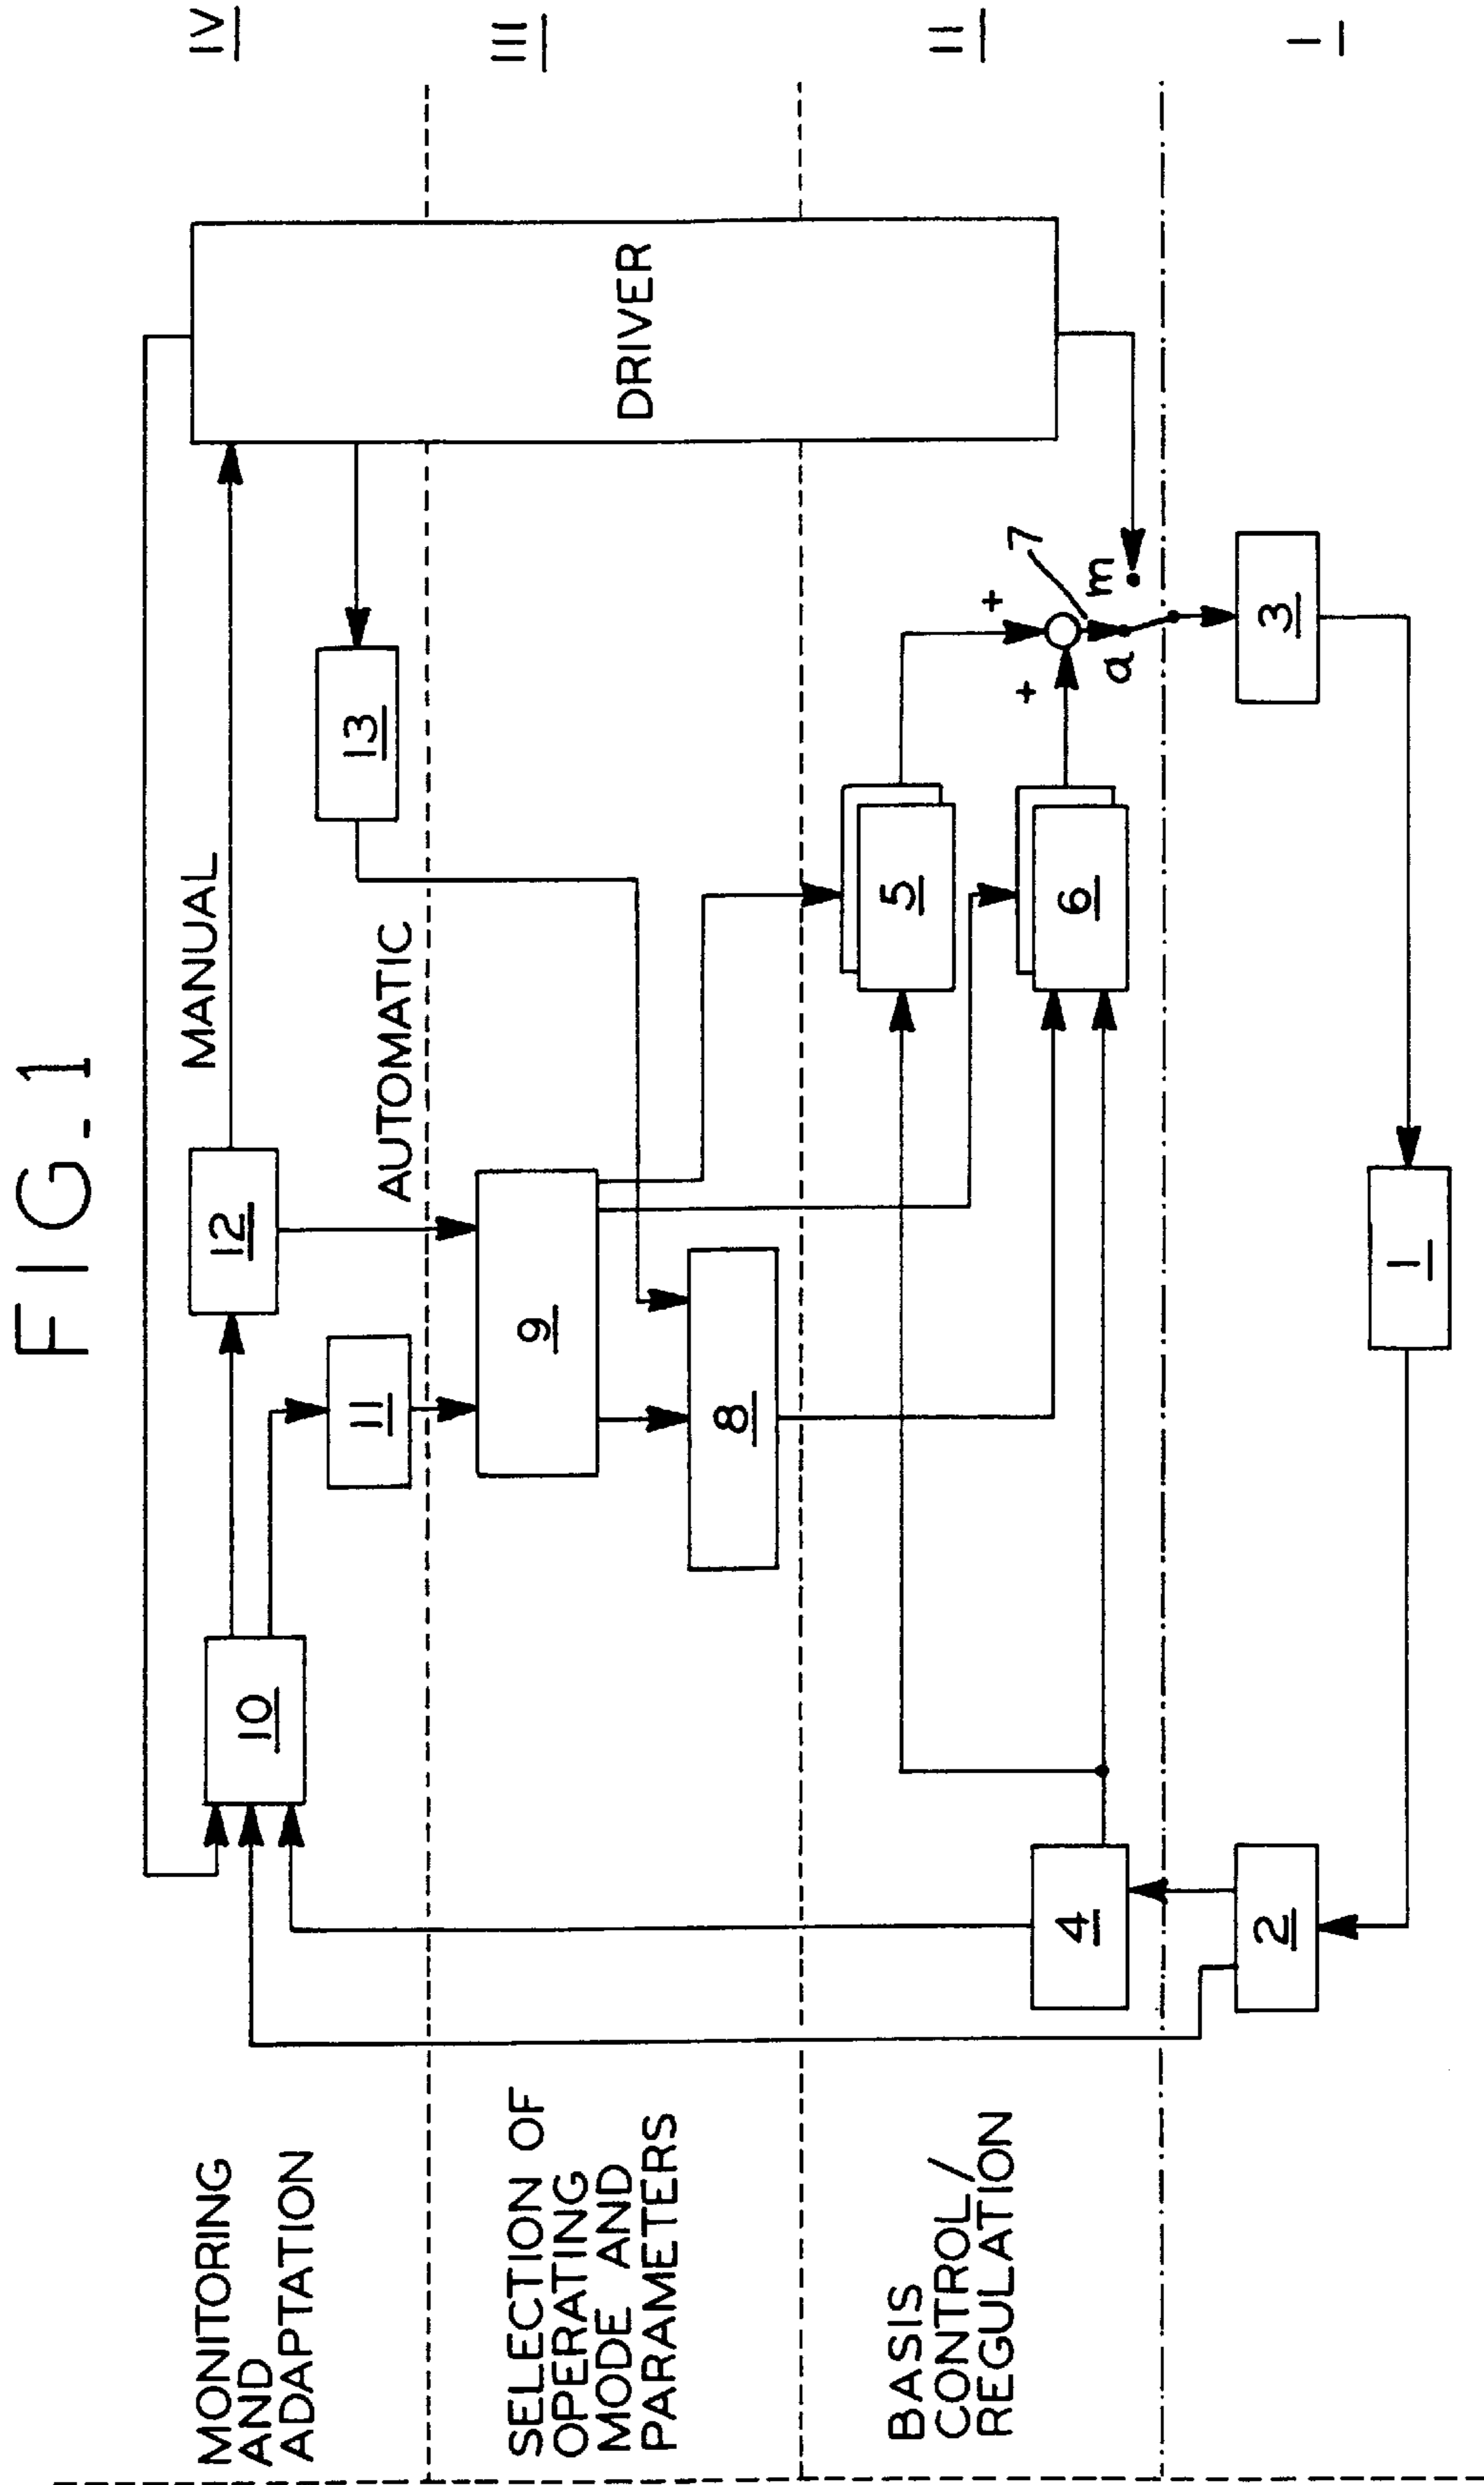 FIG. 1
MONITORING
AND
ADAPTATION
10
12
MANUAL
11
13
AUTOMATIC
IV
SELECTION OF
OPERATING
MODE AND
PARAMETERS
9
8
DRIVER
III
BASIS
CONTROL/
REGULATION
4
5
6
+
+
7
a
m
II
2
1
3
I